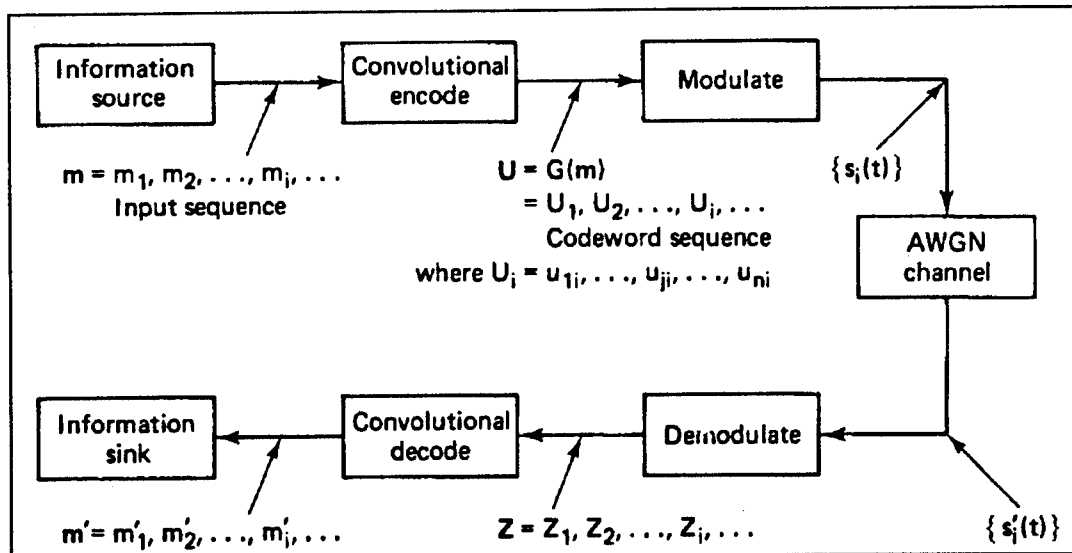 Information
source
Convolutional
encode
Modulate
m = m₁, m₂, . . . , mᵢ, . . .
Input sequence
U = G(m)
= U₁, U₂, . . . , Uᵢ, . . .
Codeword sequence
where Uᵢ = u₁ᵢ, . . . , uⱼᵢ, . . . , uₙᵢ
{sᵢ(t)}
AWGN
channel
Information
sink
Convolutional
decode
Demodulate
m′ = m′₁, m′₂, . . . , m′ᵢ, . . .
Z = Z₁, Z₂, . . . , Zᵢ, . . .
{s′ᵢ(t)}